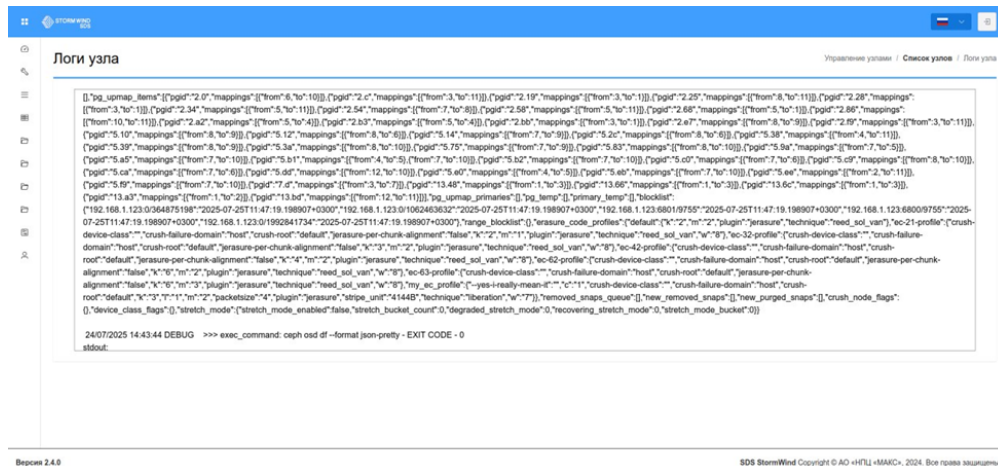 STORMWIND
SDS
Логи узла
Управление узлами / Список узлов / Логи узла
[],"pg_upmap_items":[{"pgid":"2.0","mappings":[{"from":6,"to":10}]},{"pgid":"2.c","mappings":[{"from":3,"to":11}]},{"pgid":"2.19","mappings":[{"from":3,"to":1}]},{"pgid":"2.25","mappings":[{"from":8,"to":11}]},{"pgid":"2.28","mappings":
[{"from":3,"to":1}]},{"pgid":"2.34","mappings":[{"from":5,"to":11}]},{"pgid":"2.54","mappings":[{"from":7,"to":8}]},{"pgid":"2.58","mappings":[{"from":5,"to":11}]},{"pgid":"2.68","mappings":[{"from":5,"to":1}]},{"pgid":"2.86","mappings":
[{"from":10,"to":11}]},{"pgid":"2.a2","mappings":[{"from":5,"to":4}]},{"pgid":"2.b3","mappings":[{"from":5,"to":4}]},{"pgid":"2.bb","mappings":[{"from":3,"to":1}]},{"pgid":"2.e7","mappings":[{"from":8,"to":9}]},{"pgid":"2.f9","mappings":[{"from":3,"to":11}]},
{"pgid":"5.10","mappings":[{"from":8,"to":9}]},{"pgid":"5.12","mappings":[{"from":8,"to":6}]},{"pgid":"5.14","mappings":[{"from":7,"to":9}]},{"pgid":"5.2c","mappings":[{"from":8,"to":6}]},{"pgid":"5.38","mappings":[{"from":4,"to":11}]},
{"pgid":"5.39","mappings":[{"from":8,"to":9}]},{"pgid":"5.3a","mappings":[{"from":8,"to":10}]},{"pgid":"5.75","mappings":[{"from":7,"to":9}]},{"pgid":"5.83","mappings":[{"from":8,"to":10}]},{"pgid":"5.9a","mappings":[{"from":7,"to":5}]},
{"pgid":"5.a5","mappings":[{"from":7,"to":10}]},{"pgid":"5.b1","mappings":[{"from":4,"to":5},{"from":7,"to":10}]},{"pgid":"5.b2","mappings":[{"from":7,"to":10}]},{"pgid":"5.c0","mappings":[{"from":7,"to":6}]},{"pgid":"5.c9","mappings":[{"from":8,"to":10}]},
{"pgid":"5.ca","mappings":[{"from":7,"to":6}]},{"pgid":"5.dd","mappings":[{"from":12,"to":10}]},{"pgid":"5.e0","mappings":[{"from":4,"to":5}]},{"pgid":"5.eb","mappings":[{"from":7,"to":10}]},{"pgid":"5.ee","mappings":[{"from":2,"to":11}]},
{"pgid":"5.f9","mappings":[{"from":7,"to":10}]},{"pgid":"7.d","mappings":[{"from":3,"to":7}]},{"pgid":"13.48","mappings":[{"from":1,"to":3}]},{"pgid":"13.66","mappings":[{"from":1,"to":3}]},{"pgid":"13.6c","mappings":[{"from":1,"to":3}]},
{"pgid":"13.a3","mappings":[{"from":1,"to":2}]},{"pgid":"13.bd","mappings":[{"from":12,"to":11}]}],"pg_upmap_primaries":[],"pg_temp":[],"primary_temp":[],"blocklist":
{"192.168.1.123:0/364875198":"2025-07-25T11:47:19.198907+0300","192.168.1.123:0/1062463632":"2025-07-25T11:47:19.198907+0300","192.168.1.123:6801/9755":"2025-07-25T11:47:19.198907+0300","192.168.1.123:6800/9755":"2025-
07-25T11:47:19.198907+0300","192.168.1.123:0/1992841734":"2025-07-25T11:47:19.198907+0300"},"range_blocklist":{},"erasure_code_profiles":{"default":{"k":"2","m":"2","plugin":"jerasure","technique":"reed_sol_van"},"ec-21-profile":{"crush-
device-class":"","crush-failure-domain":"host","crush-root":"default","jerasure-per-chunk-alignment":"false","k":"2","m":"1","plugin":"jerasure","technique":"reed_sol_van","w":"8"},"ec-32-profile":{"crush-device-class":"","crush-failure-
domain":"host","crush-root":"default","jerasure-per-chunk-alignment":"false","k":"3","m":"2","plugin":"jerasure","technique":"reed_sol_van","w":"8"},"ec-42-profile":{"crush-device-class":"","crush-failure-domain":"host","crush-
root":"default","jerasure-per-chunk-alignment":"false","k":"4","m":"2","plugin":"jerasure","technique":"reed_sol_van","w":"8"},"ec-62-profile":{"crush-device-class":"","crush-failure-domain":"host","crush-root":"default","jerasure-per-chunk-
alignment":"false","k":"6","m":"2","plugin":"jerasure","technique":"reed_sol_van","w":"8"},"ec-63-profile":{"crush-device-class":"","crush-failure-domain":"host","crush-root":"default","jerasure-per-chunk-
alignment":"false","k":"6","m":"3","plugin":"jerasure","technique":"reed_sol_van","w":"8"},"my_ec_profile":{"--yes-i-really-mean-it":"","c":"1","crush-device-class":"","crush-failure-domain":"host","crush-
root":"default","k":"3","l":"1","m":"2","packetsize":"4","plugin":"jerasure","stripe_unit":"4144B","technique":"liberation","w":"7"}},"removed_snaps_queue":[],"new_removed_snaps":[],"new_purged_snaps":[],"crush_node_flags":
{},"device_class_flags":{},"stretch_mode":{"stretch_mode_enabled":false,"stretch_bucket_count":0,"degraded_stretch_mode":0,"recovering_stretch_mode":0,"stretch_mode_bucket":0}}
24/07/2025 14:43:44 DEBUG >>> exec_command: ceph osd df --format json-pretty - EXIT CODE - 0
stdout:
Версия 2.4.0
SDS StormWind Copyright © АО «НПЦ «МАКС», 2024. Все права защищены